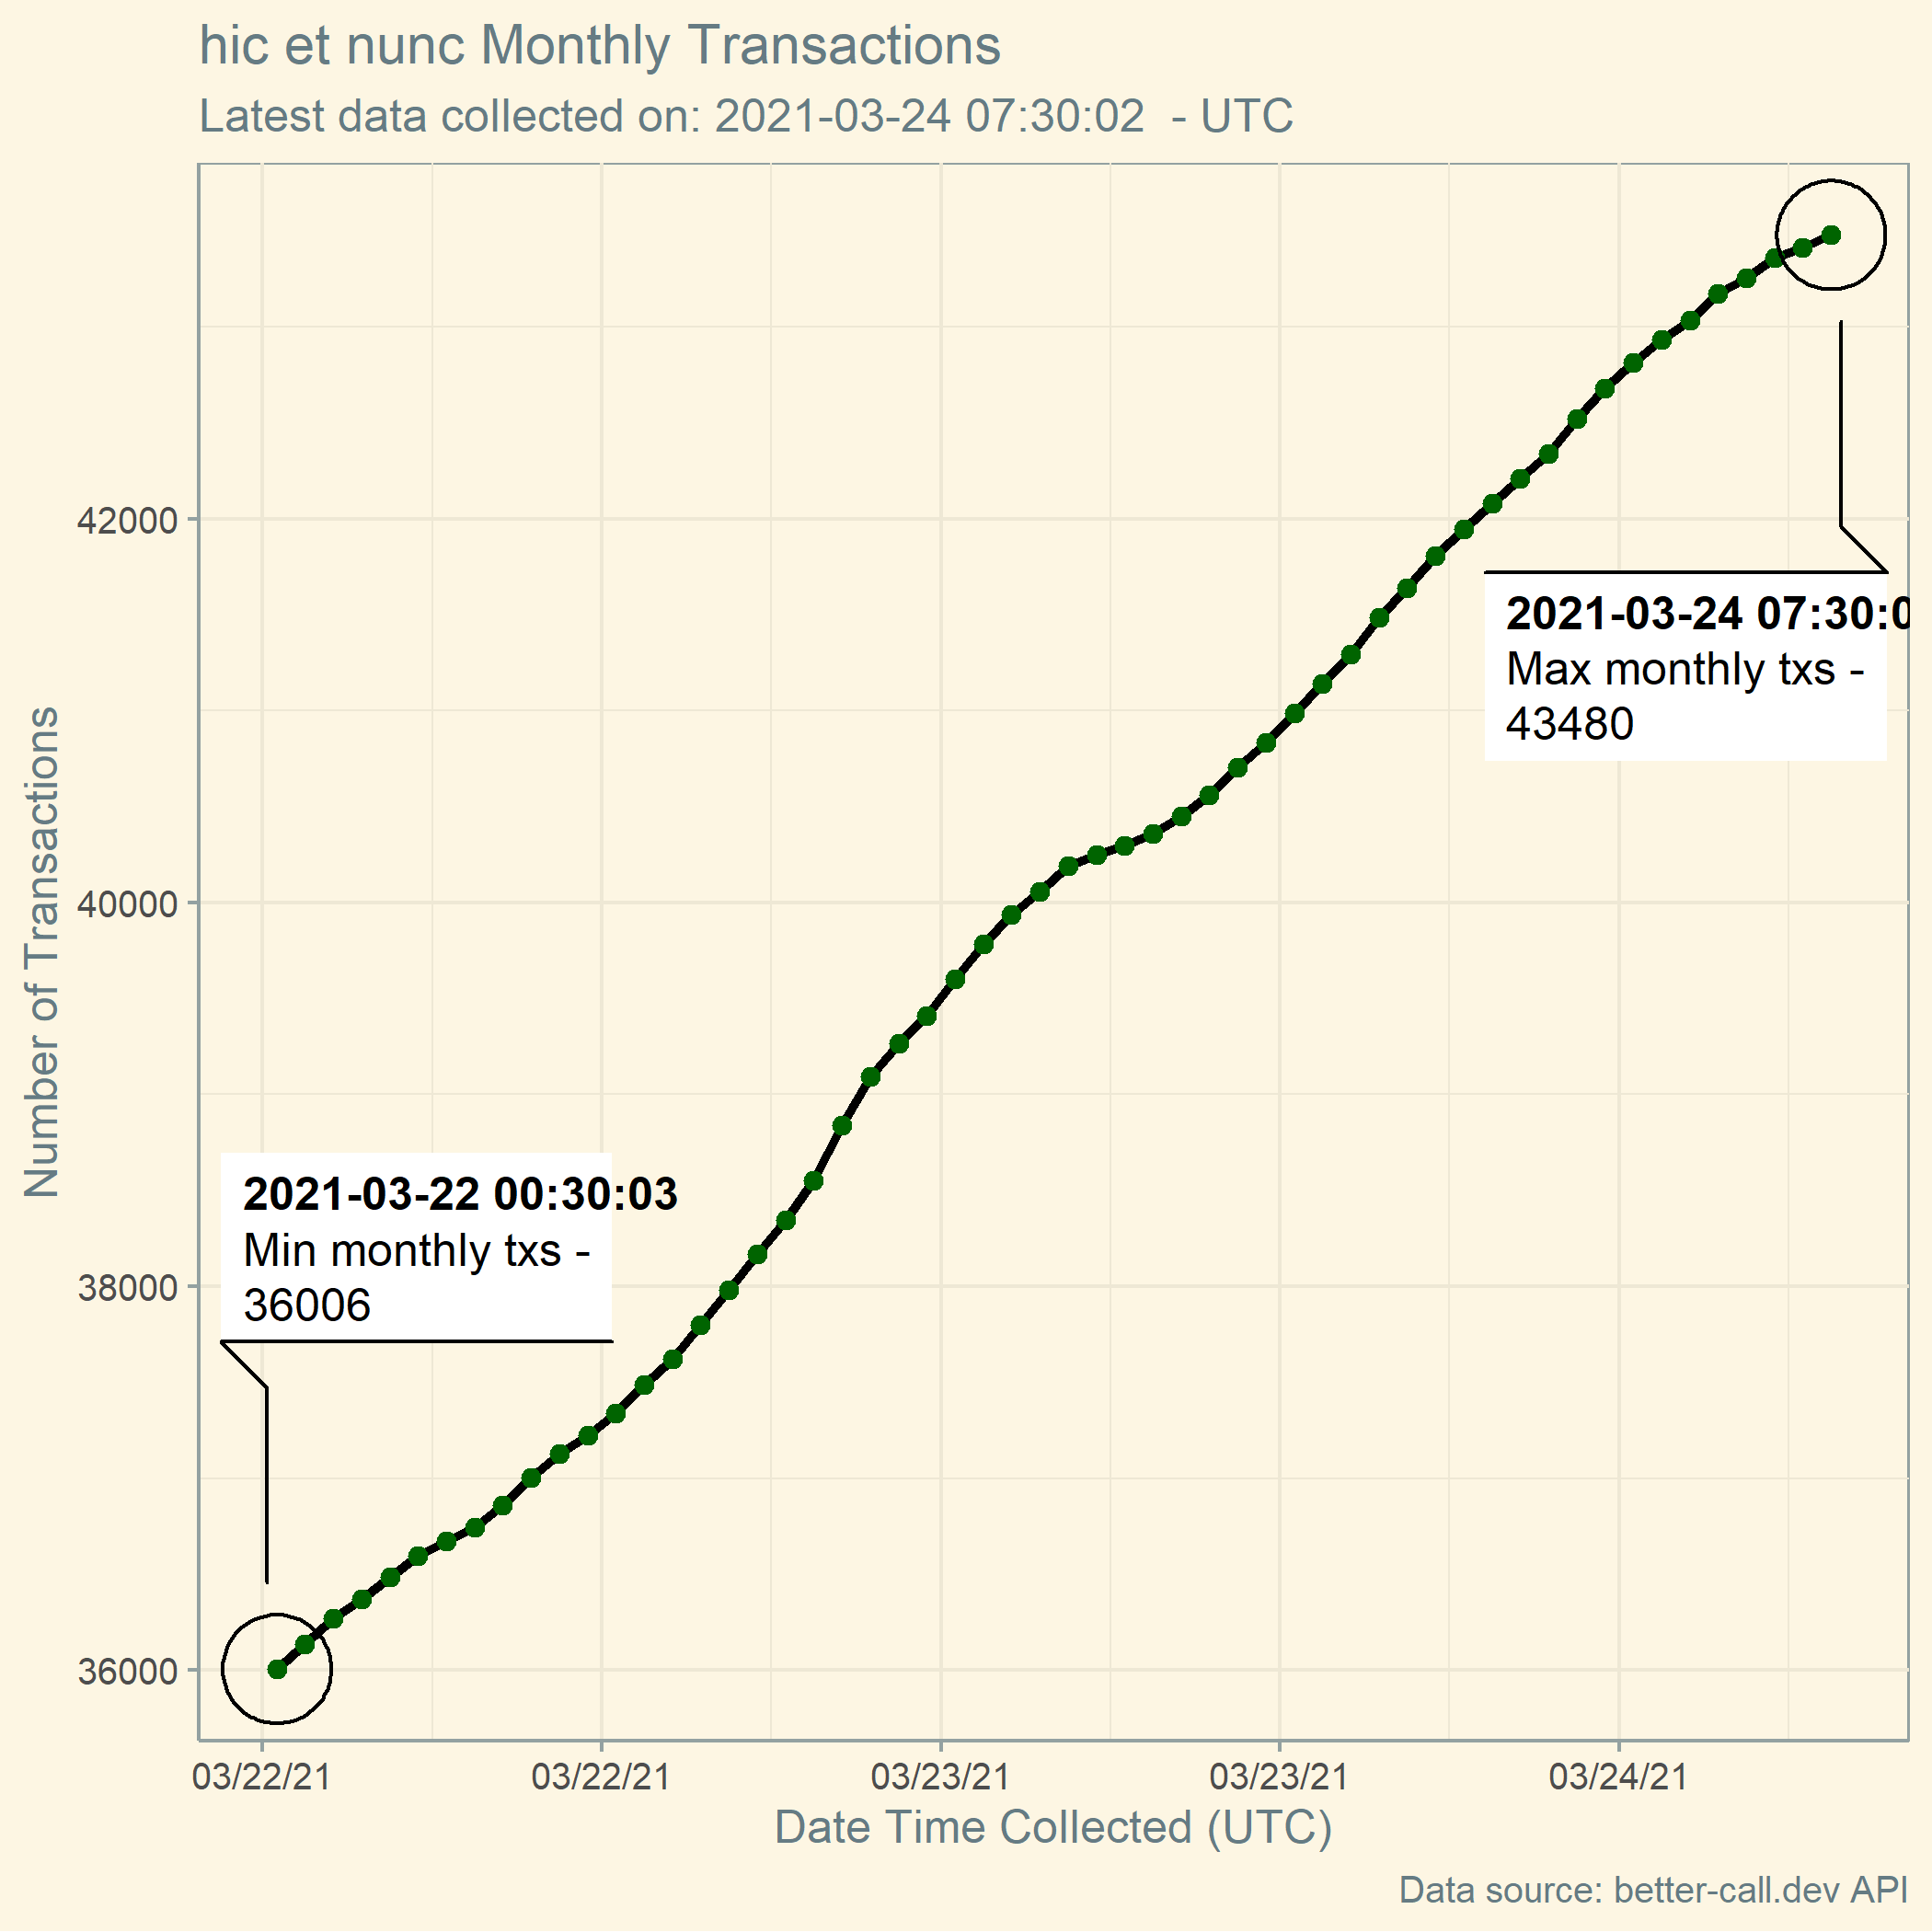 hic et nunc Monthly Transactions
Latest data collected on: 2021-03-24 07:30:02  - UTC
Number of Transactions
42000
40000
38000
36000
2021-03-24 07:30:0
Max monthly txs -
43480
2021-03-22 00:30:03
Min monthly txs -
36006
03/22/21 03/22/21 03/23/21 03/23/21 03/24/21
Date Time Collected (UTC)
Data source: better-call.dev API